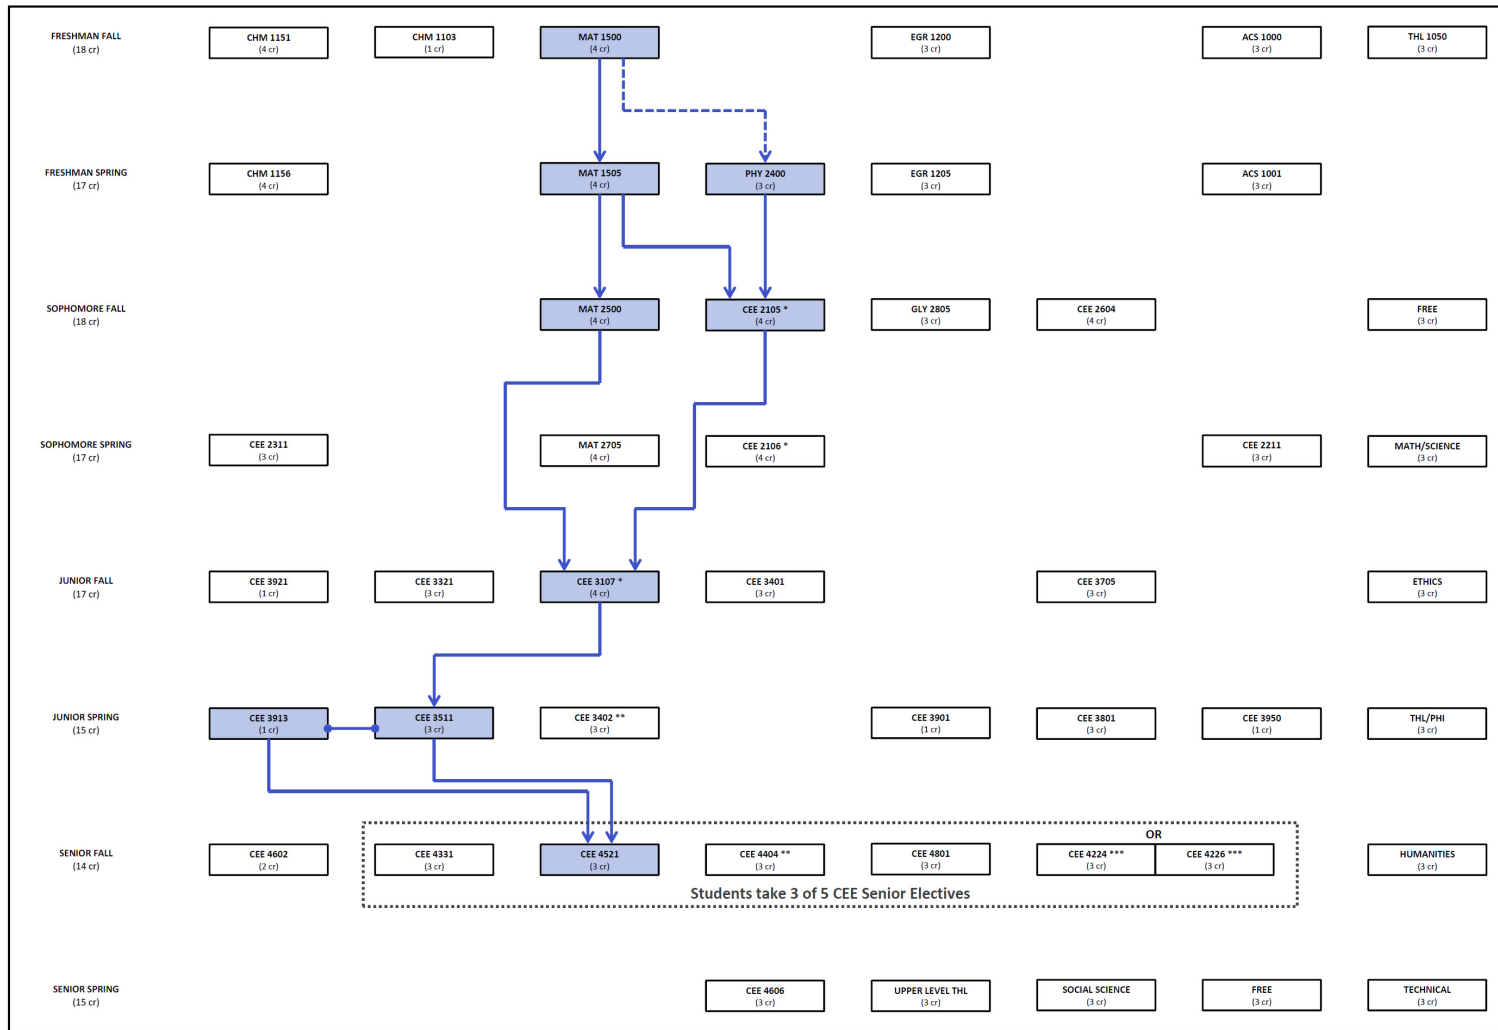 FRESHMAN FALL
(18 cr)
CHM 1151
(4 cr)
CHM 1103
(1 cr)
MAT 1500
(4 cr)
EGR 1200
(3 cr)
ACS 1000
(3 cr)
THL 1050
(3 cr)
FRESHMAN SPRING
(17 cr)
CHM 1156
(4 cr)
MAT 1505
(4 cr)
PHY 2400
(3 cr)
EGR 1205
(3 cr)
ACS 1001
(3 cr)
SOPHOMORE FALL
(18 cr)
MAT 2500
(4 cr)
CEE 2105 *
(4 cr)
GLY 2805
(3 cr)
CEE 2604
(4 cr)
FREE
(3 cr)
SOPHOMORE SPRING
(17 cr)
CEE 2311
(3 cr)
MAT 2705
(4 cr)
CEE 2106 *
(4 cr)
CEE 2211
(3 cr)
MATH/SCIENCE
(3 cr)
JUNIOR FALL
(17 cr)
CEE 3921
(1 cr)
CEE 3321
(3 cr)
CEE 3107 *
(4 cr)
CEE 3401
(3 cr)
CEE 3705
(3 cr)
ETHICS
(3 cr)
JUNIOR SPRING
(15 cr)
CEE 3913
(1 cr)
CEE 3511
(3 cr)
CEE 3402 **
(3 cr)
CEE 3901
(1 cr)
CEE 3801
(3 cr)
CEE 3950
(1 cr)
THL/PHI
(3 cr)
SENIOR FALL
(14 cr)
CEE 4602
(2 cr)
CEE 4331
(3 cr)
CEE 4521
(3 cr)
CEE 4404 **
(3 cr)
CEE 4801
(3 cr)
OR
CEE 4224 ***
(3 cr)
CEE 4226 ***
(3 cr)
HUMANITIES
(3 cr)
Students take 3 of 5 CEE Senior Electives
SENIOR SPRING
(15 cr)
CEE 4606
(3 cr)
UPPER LEVEL THL
(3 cr)
SOCIAL SCIENCE
(3 cr)
FREE
(3 cr)
TECHNICAL
(3 cr)